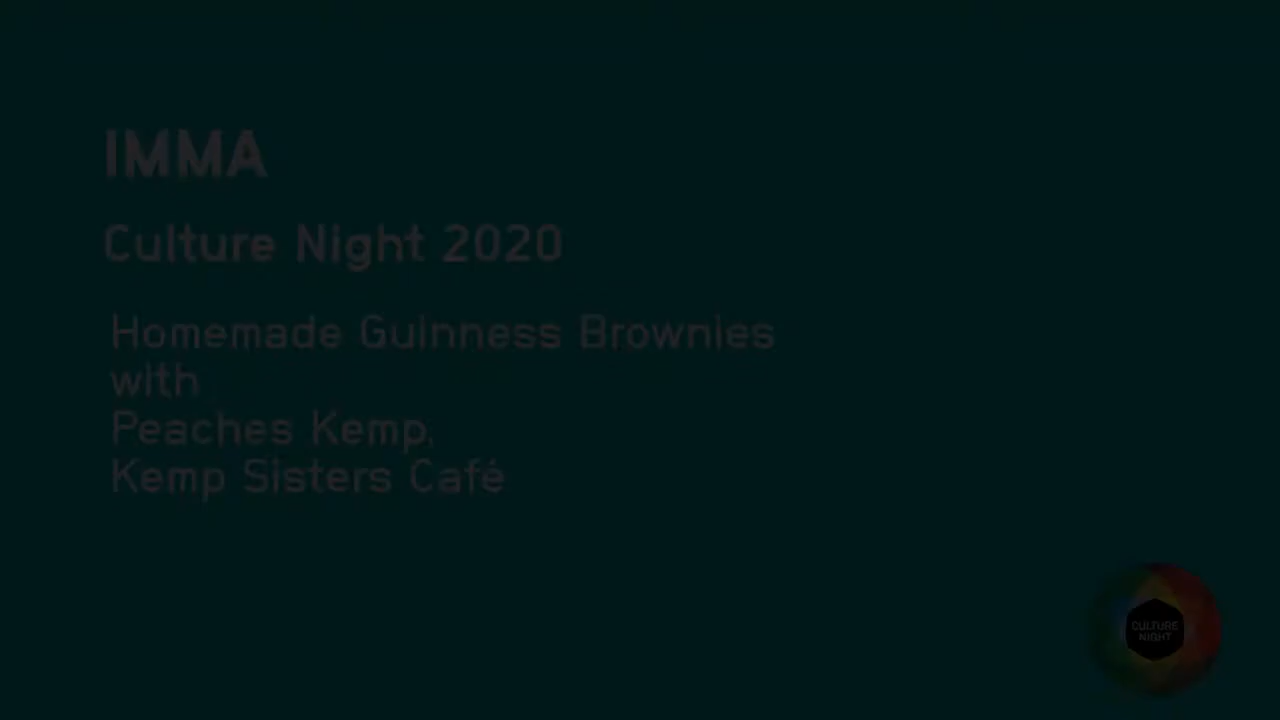 IMMA
Culture Night 2020
Homemade Guinness Brownies
with
Peaches Kemp,
Kemp Sisters Café
CULTURE
NIGHT